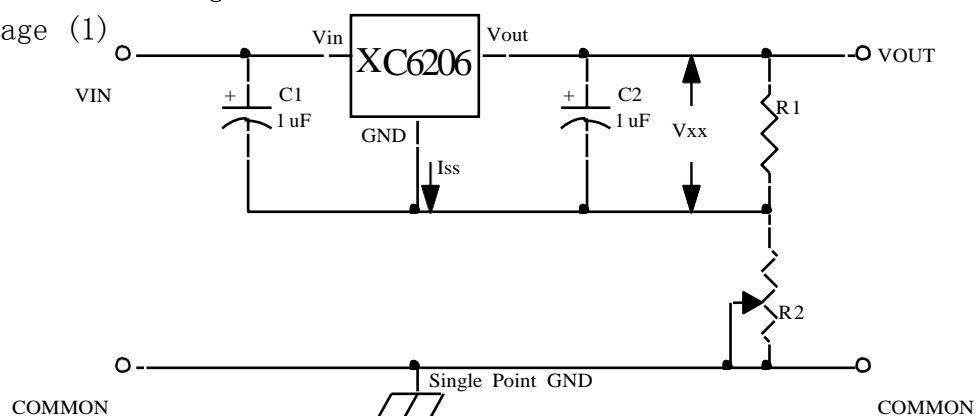 age (1)
Vin
XC6206
Vout
VOUT
VIN
+ C1
1 uF
GND
+ C2
1 uF
Vxx
R1
Iss
R2
Single Point GND
COMMON
COMMON